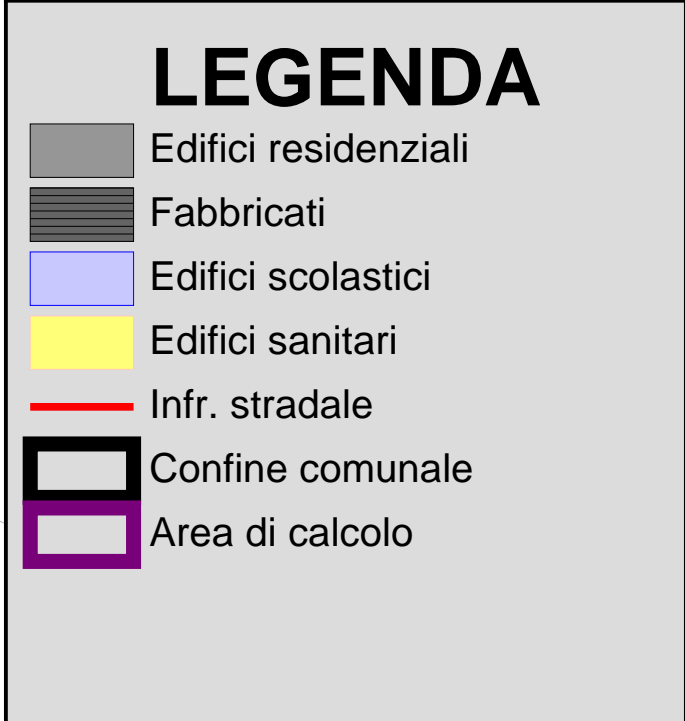 LEGENDA
Edifici residenziali
Fabbricati
Edifici scolastici
Edifici sanitari
Infr. stradale
Confine comunale
Area di calcolo